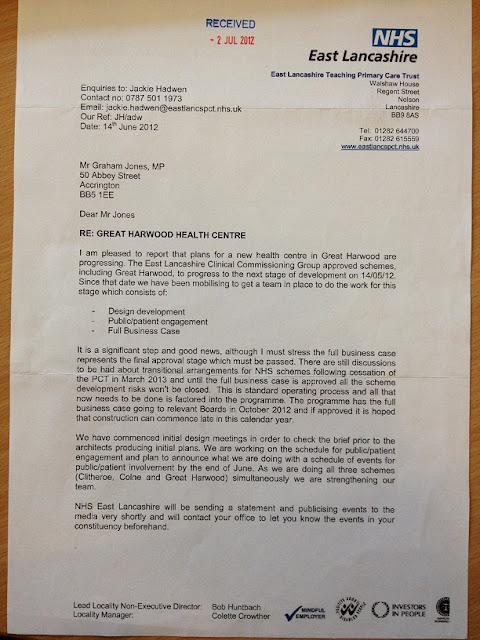 RECEIVED
- 2 JUL 2012
NHS
East Lancashire
East Lancashire Teaching Primary Care Trust
Walshaw House
Regent Street
Nelson
Lancashire
BB9 8AS
Tel: 01282 644700
Fax: 01282 615559
www.eastlancspct.nhs.uk
Enquiries to: Jackie Hadwen
Contact no: 0787 501 1973
Email: jackie.hadwen@eastlancspct.nhs.uk
Our Ref: JH/adw
Date: 14th June 2012
Mr Graham Jones, MP
50 Abbey Street
Accrington
BB5 1EE
Dear Mr Jones
RE: GREAT HARWOOD HEALTH CENTRE
I am pleased to report that plans for a new health centre in Great Harwood are
progressing. The East Lancashire Clinical Commissioning Group approved schemes,
including Great Harwood, to progress to the next stage of development on 14/05/12.
Since that date we have been mobilising to get a team in place to do the work for this
stage which consists of:
- Design development
- Public/patient engagement
- Full Business Case
It is a significant step and good news, although I must stress the full business case
represents the final approval stage which must be passed. There are still discussions
to be had about transitional arrangements for NHS schemes following cessation of
the PCT in March 2013 and until the full business case is approved all the scheme
development risks won't be closed. This is standard operating process and all that
now needs to be done is factored into the programme. The programme has the full
business case going to relevant Boards in October 2012 and if approved it is hoped
that construction can commence late in this calendar year.
We have commenced initial design meetings in order to check the brief prior to the
architects producing initial plans. We are working on the schedule for public/patient
engagement and plan to announce what we are doing with a schedule of events for
public/patient involvement by the end of June. As we are doing all three schemes
(Clitheroe, Colne and Great Harwood) simultaneously we are strengthening our
team.
NHS East Lancashire will be sending a statement and publicising events to the
media very shortly and will contact your office to let you know the events in your
constituency beforehand.
Lead Locality Non-Executive Director: Bob Huntbach
Locality Manager: Colette Crowther
MINDFUL
EMPLOYER
INVESTORS
IN PEOPLE